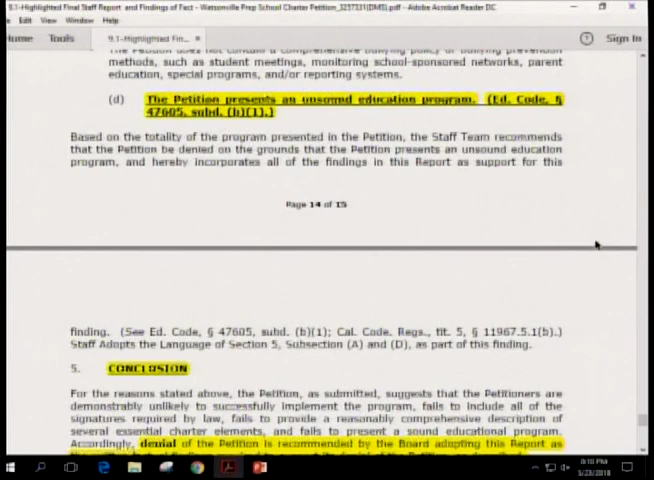 9.1-Highlighted Final Staff Report and Findings of Fact - Watsonville Prep School Charter Petition_3257331(DMS).pdf - Adobe Acrobat Reader DC
Edit View Window Help
Home Tools 9.1-Highlighted Fin... × Sign In
The Petition does not contain a comprehensive bullying policy or bullying prevention
methods, such as student meetings, monitoring school-sponsored networks, parent
education, special programs, and/or reporting systems.
(d) The Petition presents an unsound education program. (Ed. Code, §
47605, subd. (b)(1).)
Based on the totality of the program presented in the Petition, the Staff Team recommends
that the Petition be denied on the grounds that the Petition presents an unsound education
program, and hereby incorporates all of the findings in this Report as support for this
Page 14 of 15
finding. (See Ed. Code, § 47605, subd. (b)(1); Cal. Code. Regs., tit. 5, § 11967.5.1(b).)
Staff Adopts the Language of Section 5, Subsection (A) and (D), as part of this finding.
5. CONCLUSION
For the reasons stated above, the Petition, as submitted, suggests that the Petitioners are
demonstrably unlikely to successfully implement the program, fails to include all of the
signatures required by law, fails to provide a reasonably comprehensive description of
several essential charter elements, and fails to present a sound educational program.
Accordingly, denial of the Petition is recommended by the Board adopting this Report as
8:10 PM
5/23/2018